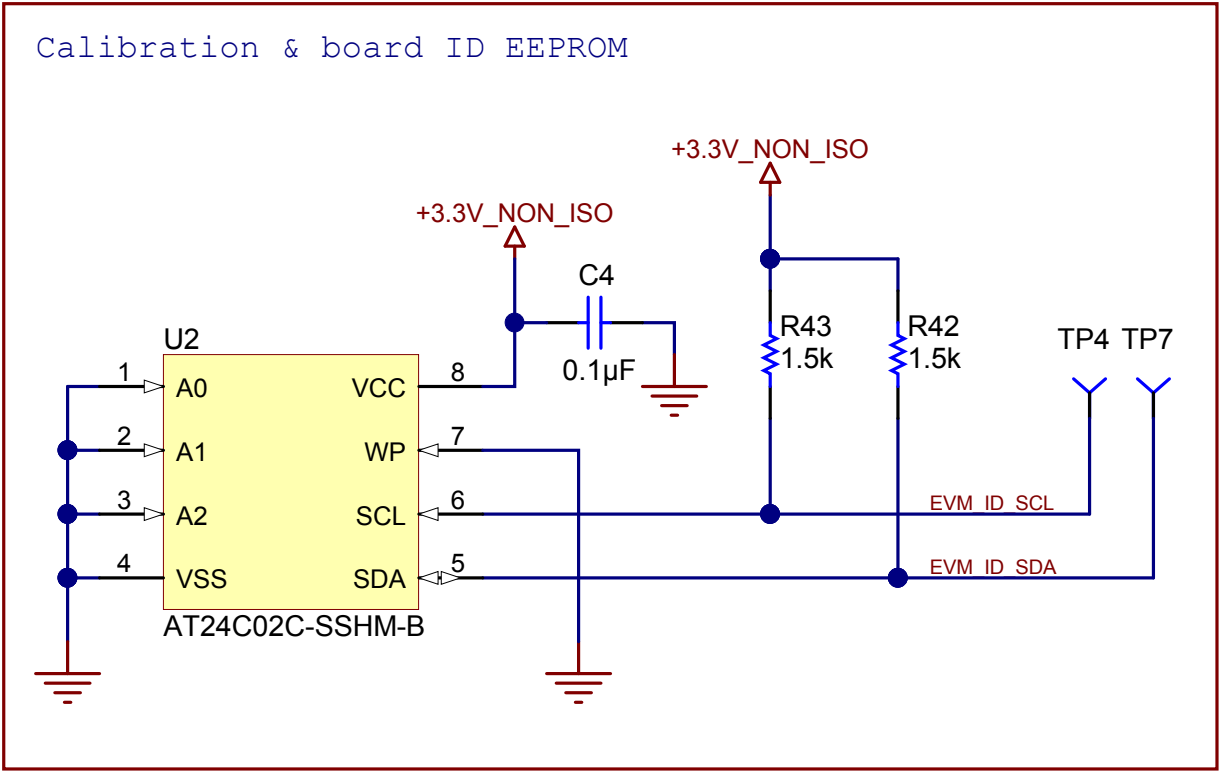 Calibration & board ID EEPROM
+3.3V_NON_ISO
+3.3V_NON_ISO
C4
0.1µF
R43
1.5k
R42
1.5k
TP4 TP7
U2
1 A0 VCC 8
2 A1 WP 7
3 A2 SCL 6
EVM_ID_SCL
4 VSS SDA 5
EVM_ID_SDA
AT24C02C-SSHM-B